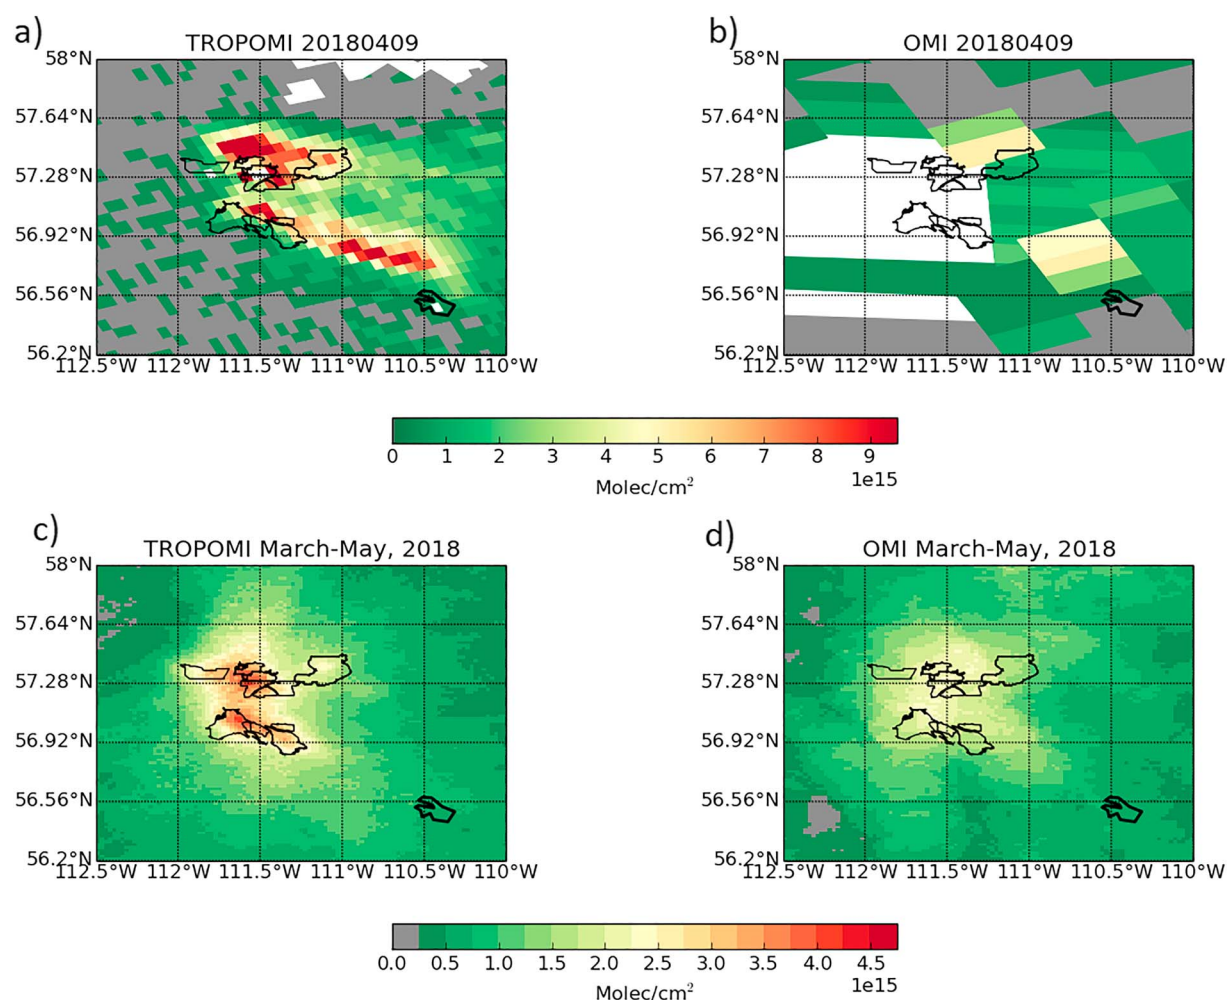 a)
TROPOMI 20180409
58°N
57.64°N
57.28°N
56.92°N
56.56°N
56.2°N
112.5°W 112°W 111.5°W 111°W 110.5°W 110°W
b)
OMI 20180409
58°N
57.64°N
57.28°N
56.92°N
56.56°N
56.2°N
112.5°W 112°W 111.5°W 111°W 110.5°W 110°W
0 1 2 3 4 5 6 7 8 9
1e15
Molec/cm²
c)
TROPOMI March-May, 2018
58°N
57.64°N
57.28°N
56.92°N
56.56°N
56.2°N
112.5°W 112°W 111.5°W 111°W 110.5°W 110°W
d)
OMI March-May, 2018
58°N
57.64°N
57.28°N
56.92°N
56.56°N
56.2°N
112.5°W 112°W 111.5°W 111°W 110.5°W 110°W
0.0 0.5 1.0 1.5 2.0 2.5 3.0 3.5 4.0 4.5
1e15
Molec/cm²